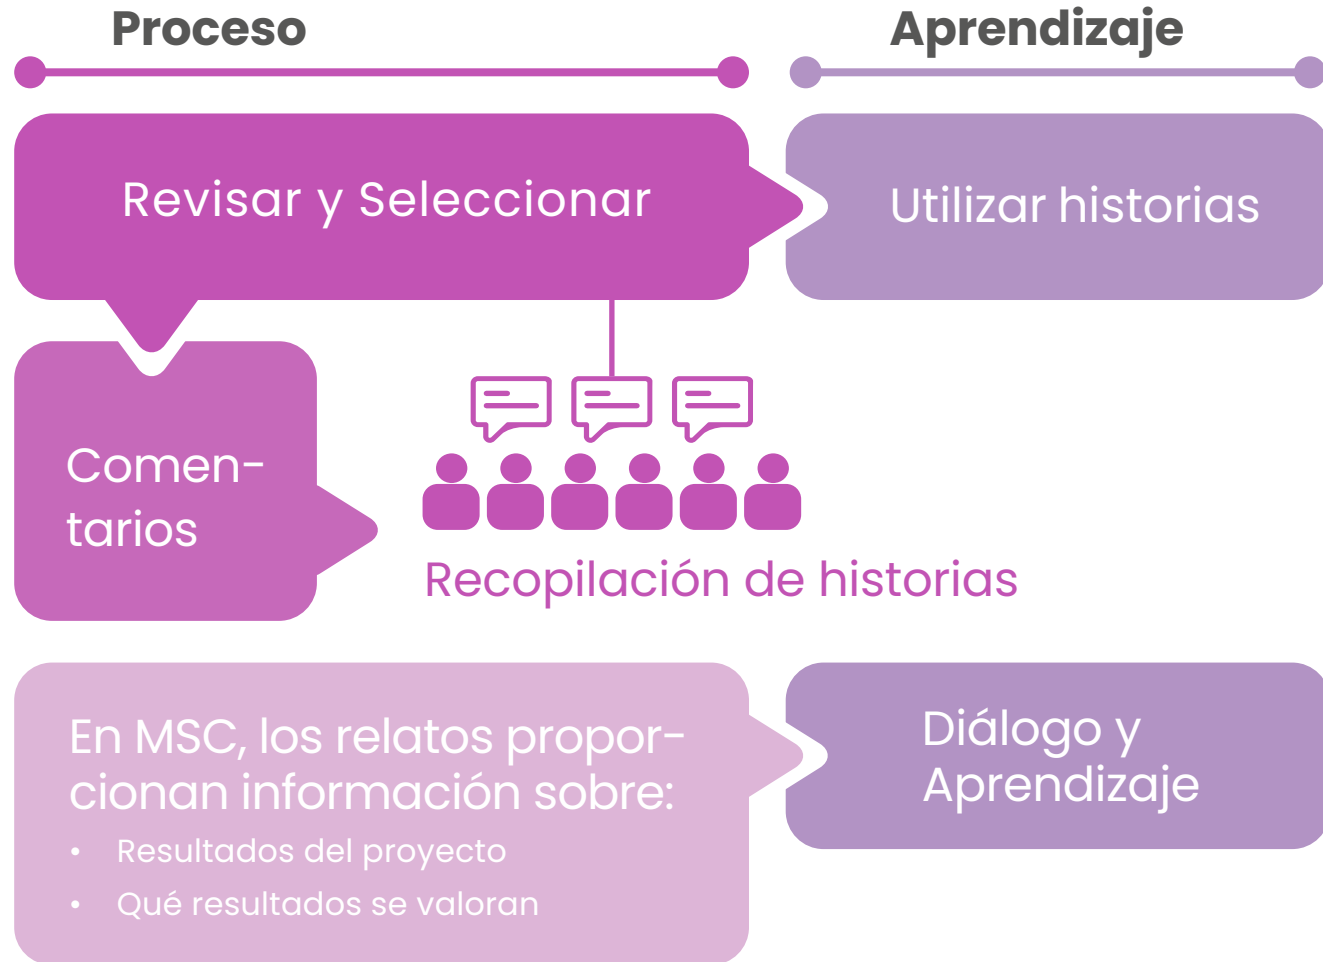 Proceso
Aprendizaje
Revisar y Seleccionar
Utilizar historias
Comen-
tarios
Recopilación de historias
En MSC, los relatos propor-
cionan información sobre:
• Resultados del proyecto
• Qué resultados se valoran
Diálogo y
Aprendizaje